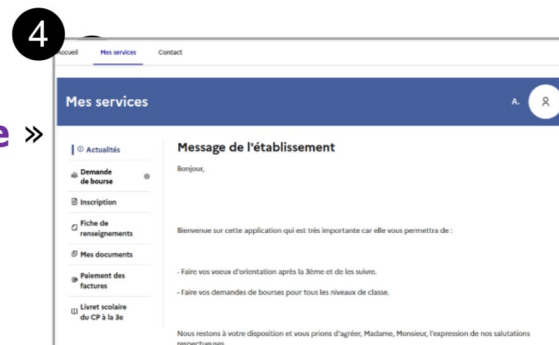 4
Accueil Mes services Contact
e »
Mes services A.
Actualités
Demande
de bourse
Inscription
Fiche de
renseignements
Mes documents
Paiement des
factures
Livret scolaire
du CP à la 3e
Message de l'établissement
Bonjour,
Bienvenue sur cette application qui est très importante car elle vous permettra de :
- Faire vos voeux d'orientation après la 3ème et de les suivre.
- Faire vos demandes de bourses pour tous les niveaux de classe.
Nous restons à votre disposition et vous prions d'agréer, Madame, Monsieur, l'expression de nos salutations
respectueuses.